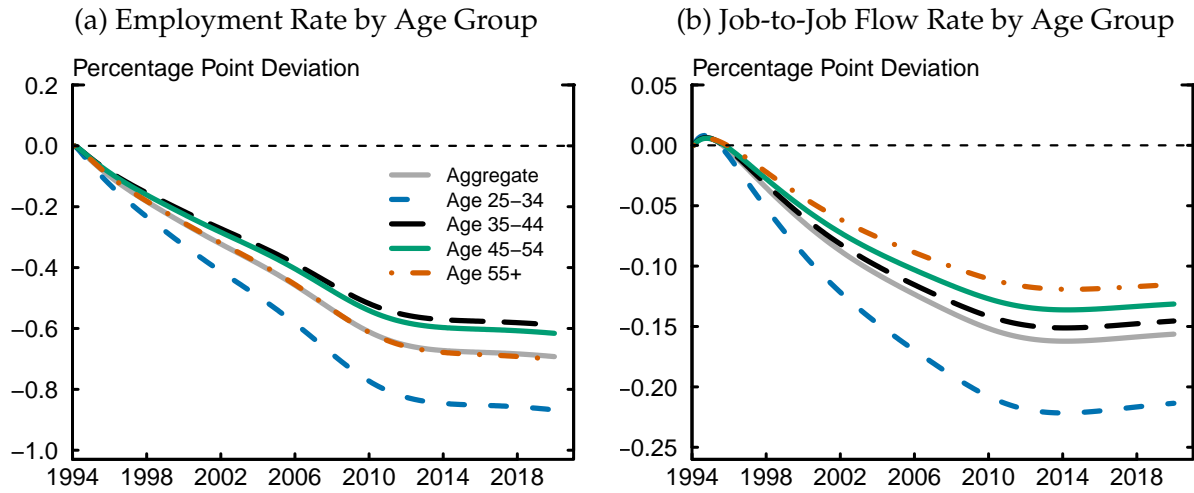 (a) Employment Rate by Age Group
Percentage Point Deviation
0.2
0.0
−0.2
−0.4
−0.6
−0.8
−1.0
1994 1998 2002 2006 2010 2014 2018
Aggregate
Age 25−34
Age 35−44
Age 45−54
Age 55+
(b) Job-to-Job Flow Rate by Age Group
Percentage Point Deviation
0.05
0.00
−0.05
−0.10
−0.15
−0.20
−0.25
1994 1998 2002 2006 2010 2014 2018